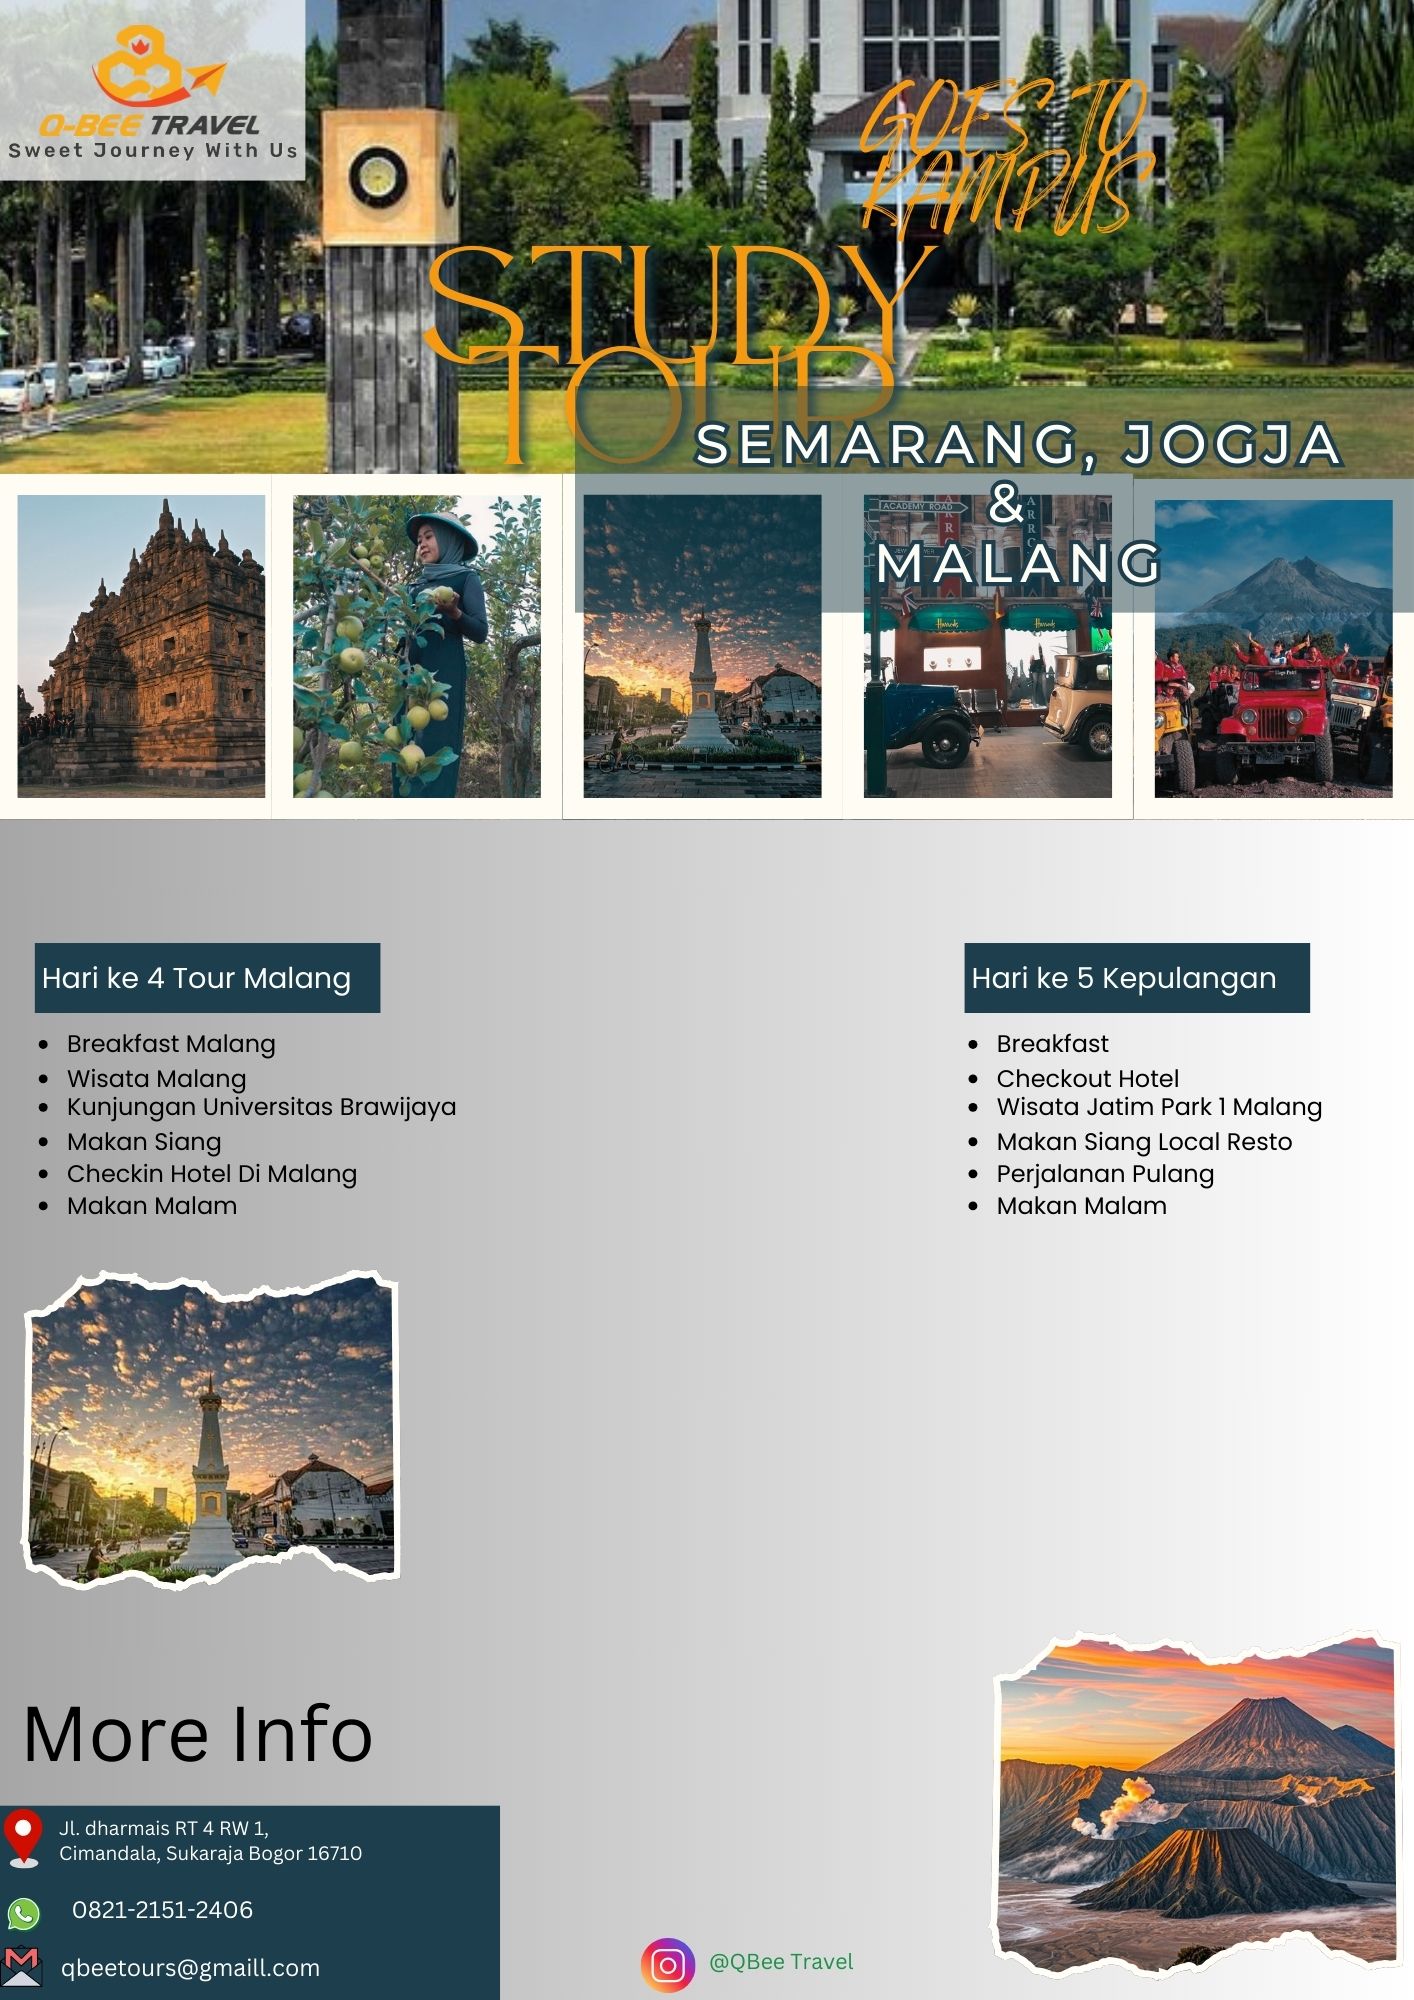 Q-BEE TRAVEL
Sweet Journey With Us
GOES TO
KAMPUS
STUDY
TOUR
SEMARANG, JOGJA
&
MALANG
ACADEMY ROAD
Harrods
Harrods
Hari ke 4 Tour Malang
Breakfast Malang
Wisata Malang
Kunjungan Universitas Brawijaya
Makan Siang
Checkin Hotel Di Malang
Makan Malam
Hari ke 5 Kepulangan
Breakfast
Checkout Hotel
Wisata Jatim Park 1 Malang
Makan Siang Local Resto
Perjalanan Pulang
Makan Malam
More Info
Jl. dharmais RT 4 RW 1,
Cimandala, Sukaraja Bogor 16710
0821-2151-2406
qbeetours@gmaill.com
@QBee Travel